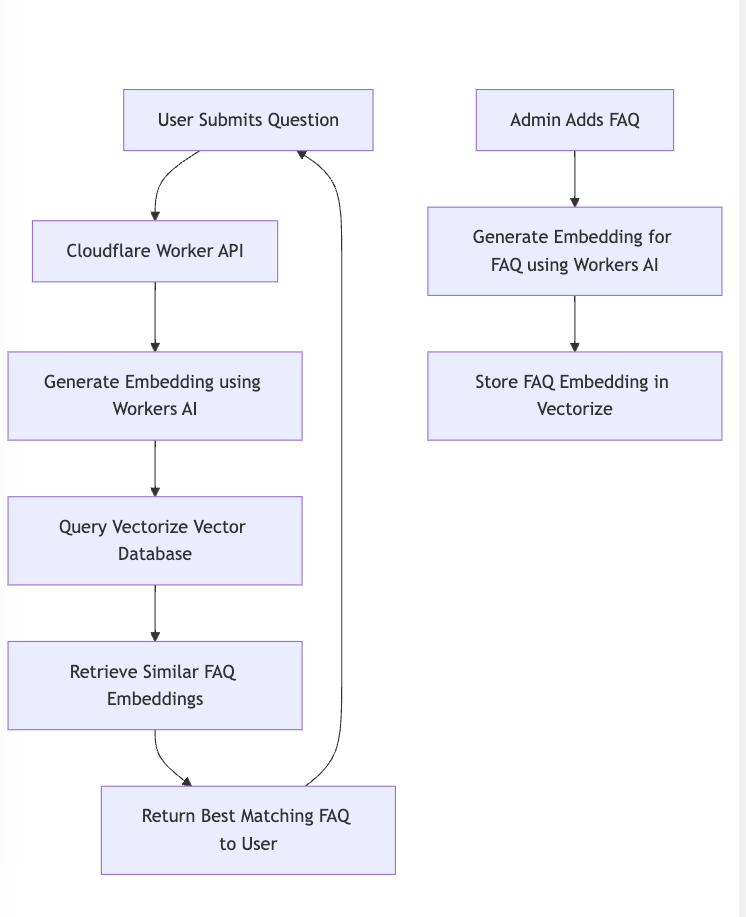 User Submits Question
Cloudflare Worker API
Generate Embedding using
Workers AI
Query Vectorize Vector
Database
Retrieve Similar FAQ
Embeddings
Return Best Matching FAQ
to User
Admin Adds FAQ
Generate Embedding for
FAQ using Workers AI
Store FAQ Embedding in
Vectorize